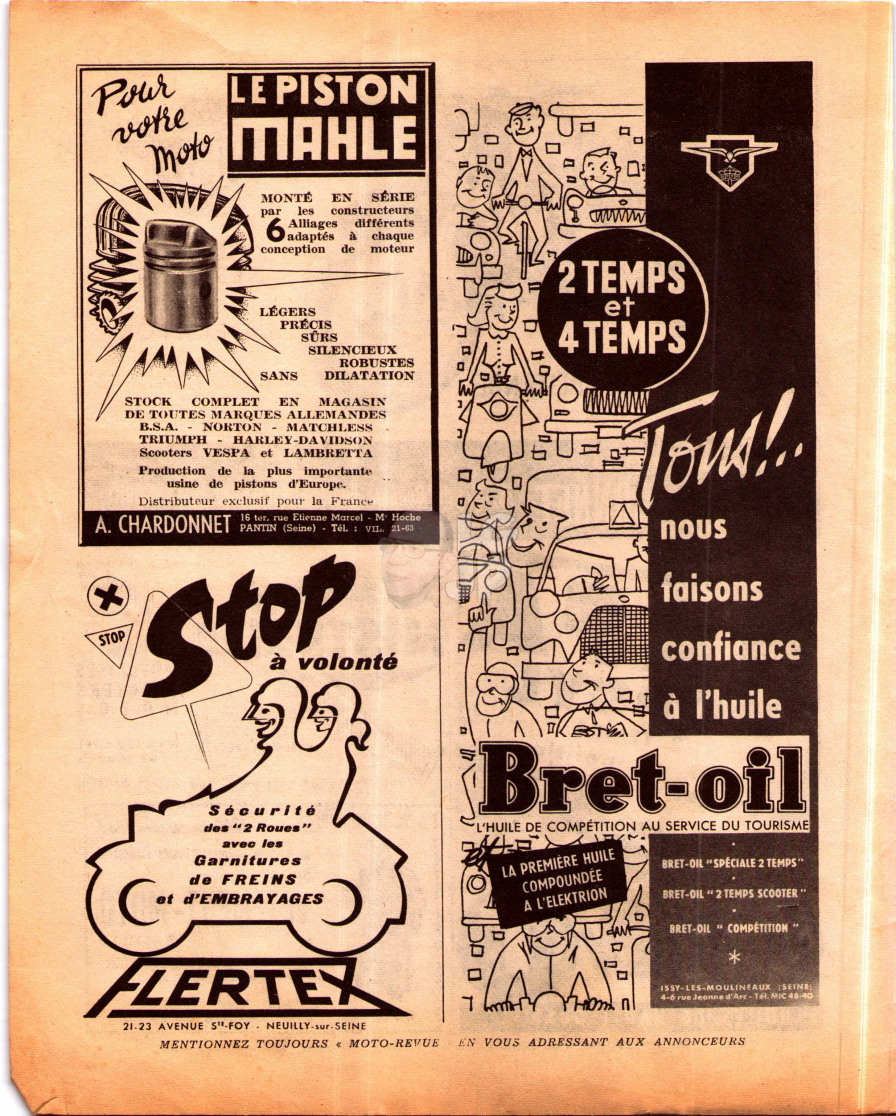 Pour
votre
Moto
LE PISTON
MAHLE
MONTÉ EN SÉRIE
par les constructeurs
6 Alliages différents
adaptés à chaque
conception de moteur
LÉGERS
PRÉCIS
SÛRS
SILENCIEUX
ROBUSTES
SANS DILATATION
STOCK COMPLET EN MAGASIN
DE TOUTES MARQUES ALLEMANDES
B.S.A. - NORTON - MATCHLESS -
TRIUMPH - HARLEY-DAVIDSON
Scooters VESPA et LAMBRETTA
Production de la plus importante
usine de pistons d'Europe.
Distributeur exclusif pour la France
A. CHARDONNET
16 ter, rue Etienne Marcel - Mº Hoche
PANTIN (Seine) - Tél. : VIL. 21-63
STOP
Stop
à volonté
Sécurité
des "2 Roues"
avec les
Garnitures
de FREINS
et d'EMBRAYAGES
FLERTEX
21-23 AVENUE Ste-FOY - NEUILLY-sur-SEINE
2 TEMPS
et
4 TEMPS
Tous!..
nous
faisons
confiance
à l'huile
Bret-oil
L'HUILE DE COMPÉTITION AU SERVICE DU TOURISME
et
LA PREMIÈRE HUILE
COMPOUNDÉE
A L'ELEKTRION
BRET-OIL "SPÉCIALE 2 TEMPS"
BRET-OIL "2 TEMPS SCOOTER"
BRET-OIL "COMPÉTITION"
*
ISSY-LES-MOULINEAUX (SEINE)
4-6 rue Jeanne d'Arc - Tél. MIC 48-40
MENTIONNEZ TOUJOURS « MOTO-REVUE EN VOUS ADRESSANT AUX ANNONCEURS